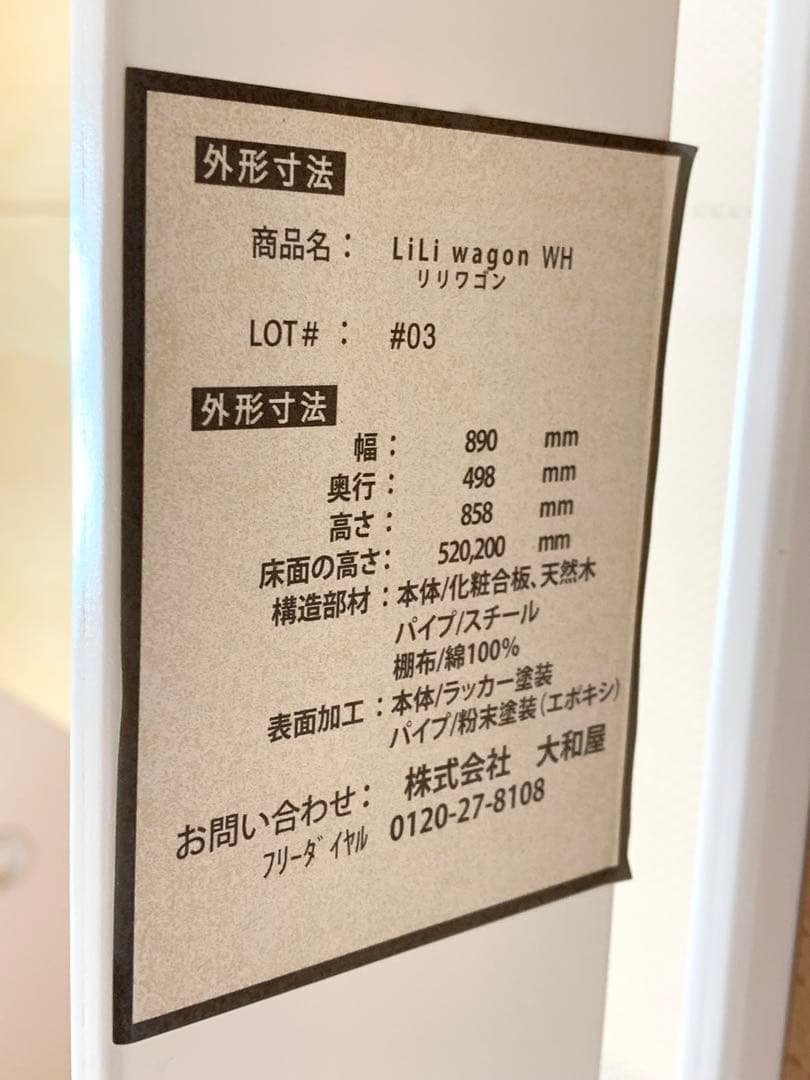 外形寸法
商品名： LiLi wagon WH
リリワゴン
LOT#： #03
外形寸法
幅： 890 mm
奥行： 498 mm
高さ： 858 mm
床面の高さ： 520,200 mm
構造部材：本体/化粧合板、天然木
パイプ/スチール
棚布/綿100%
表面加工：本体/ラッカー塗装
パイプ/粉末塗装（エポキシ）
お問い合わせ： 株式会社 大和屋
フリーダイヤル 0120-27-8108